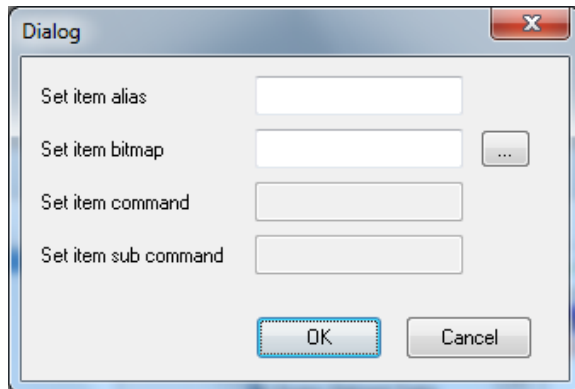 Dialog
Set item alias
Set item bitmap ...
Set item command
Set item sub command
OK Cancel